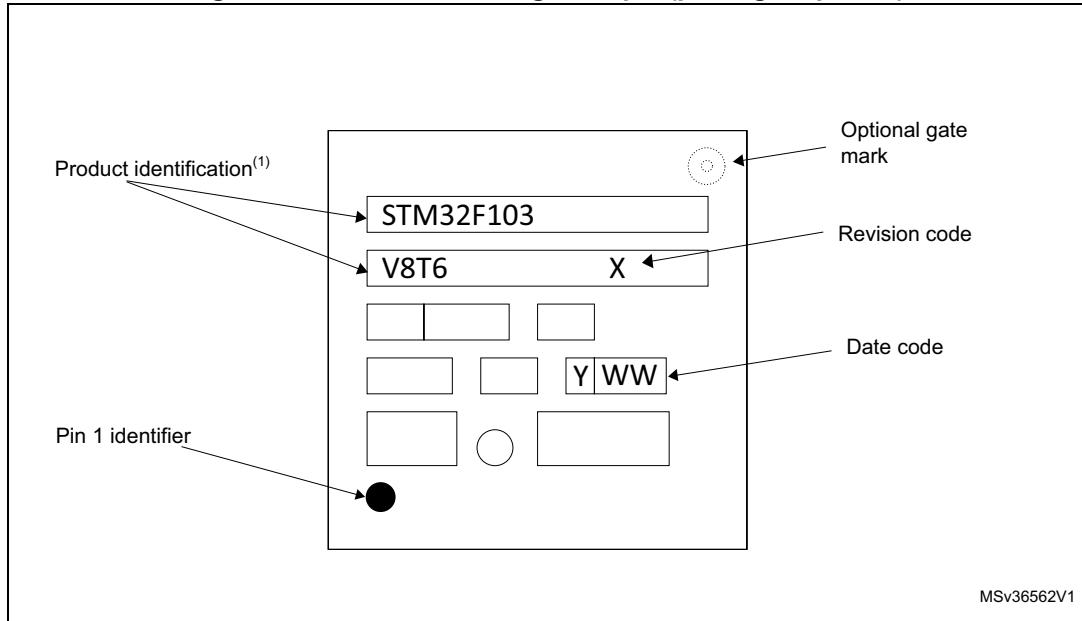 Optional gate
mark
Product identification(1)
STM32F103
Revision code
V8T6 X
Date code
Y WW
Pin 1 identifier
MSv36562V1